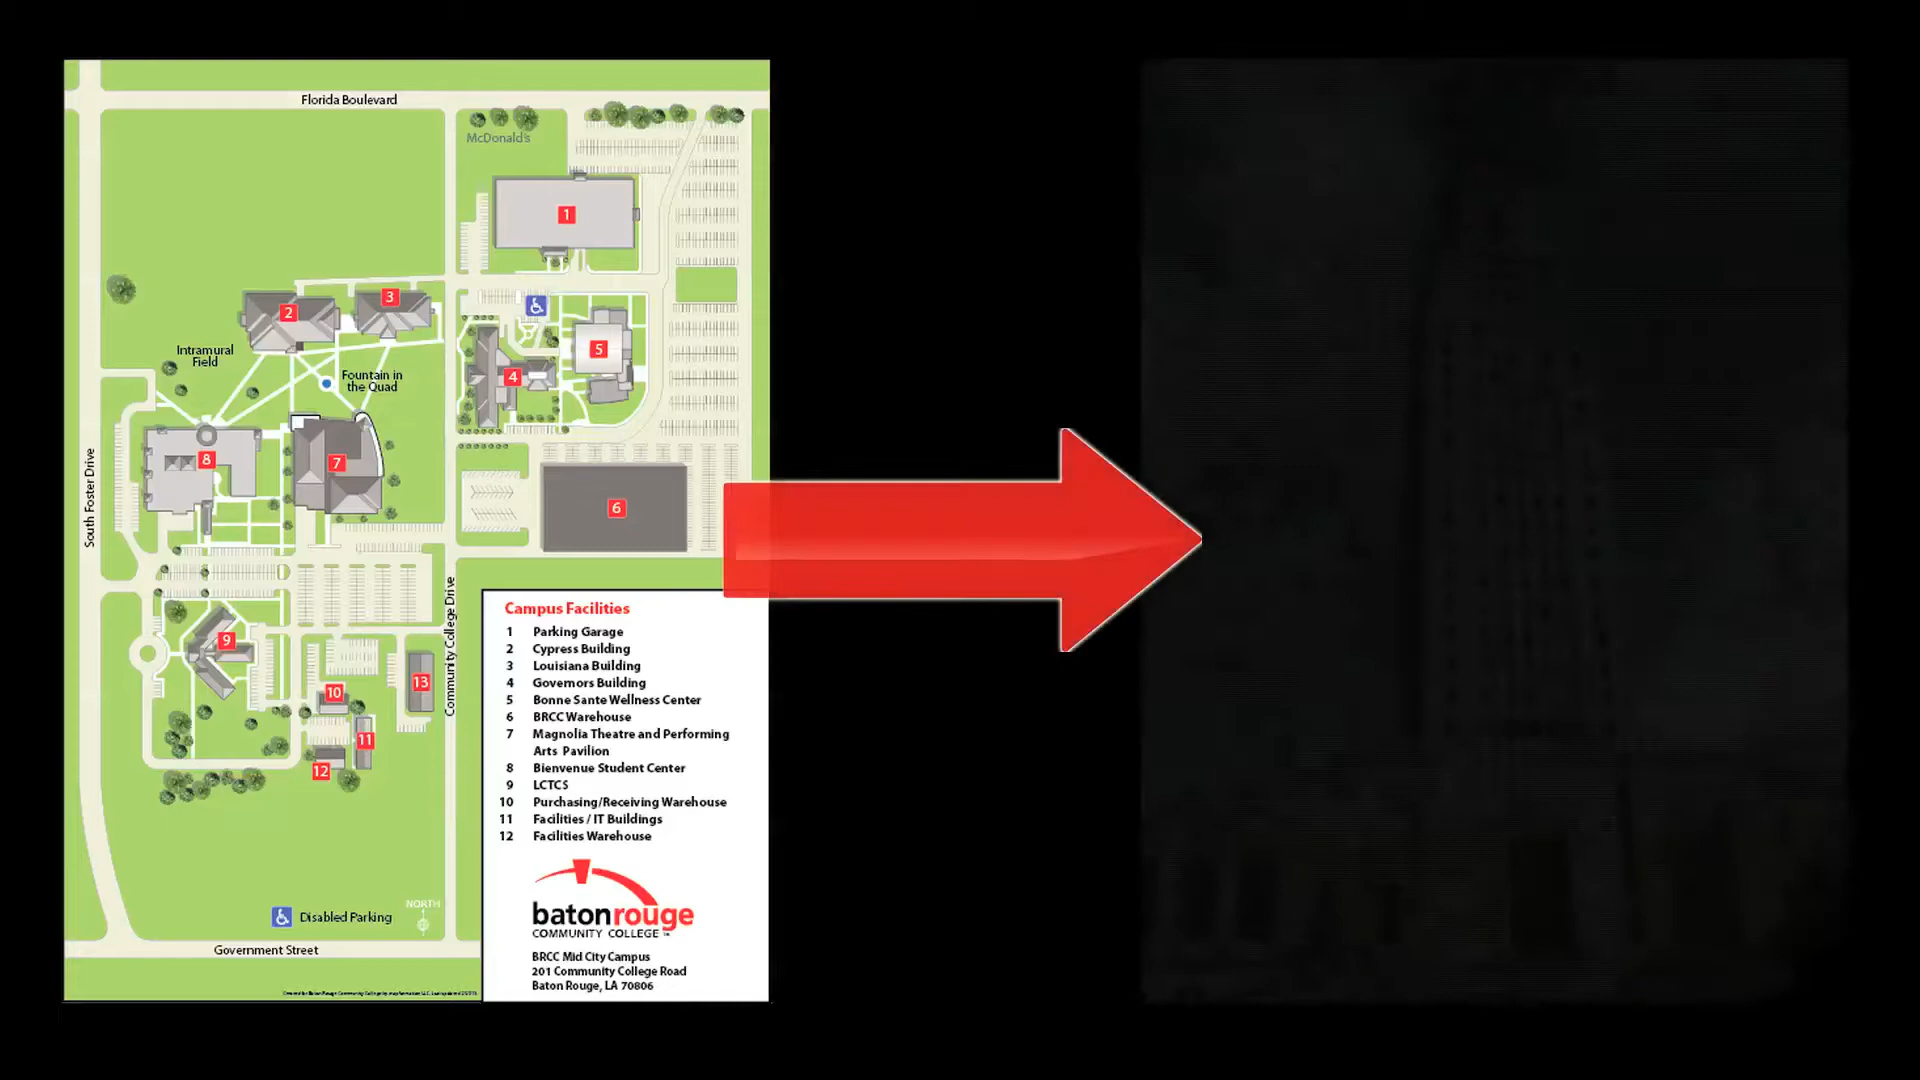 Florida Boulevard
McDonald's
1
2
3
Intramural
Field
Fountain in
the Quad
4
5
6
7
8
South Foster Drive
Community College Drive
9
10
11
12
13
Campus Facilities
1 Parking Garage
2 Cypress Building
3 Louisiana Building
4 Governors Building
5 Bonne Sante Wellness Center
6 BRCC Warehouse
7 Magnolia Theatre and Performing
Arts Pavilion
8 Bienvenue Student Center
9 LCTCS
10 Purchasing/Receiving Warehouse
11 Facilities / IT Buildings
12 Facilities Warehouse
batonrouge
COMMUNITY COLLEGE
BRCC Mid City Campus
201 Community College Road
Baton Rouge, LA 70806
NORTH
Disabled Parking
Government Street